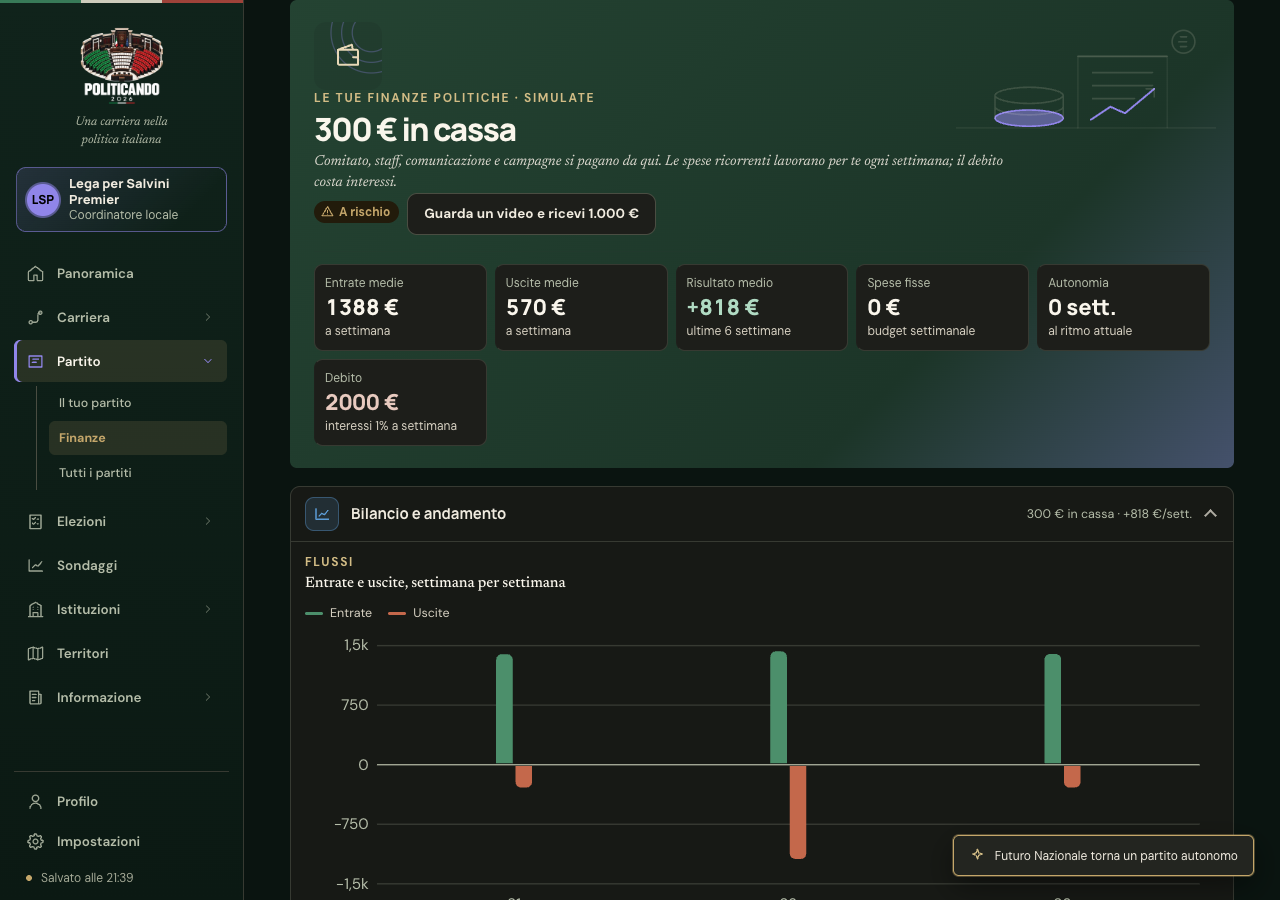 POLITICANDO
2026
Una carriera nella
politica italiana
LSP
Lega per Salvini
Premier
Coordinatore locale
Panoramica
Carriera
Partito
Il tuo partito
Finanze
Tutti i partiti
Elezioni
Sondaggi
Istituzioni
Territori
Informazione
Profilo
Impostazioni
Salvato alle 21:39
LE TUE FINANZE POLITICHE · SIMULATE
300 € in cassa
Comitato, staff, comunicazione e campagne si pagano da qui. Le spese ricorrenti lavorano per te ogni settimana; il debito
costa interessi.
A rischio
Guarda un video e ricevi 1.000 €
Entrate medie
1388 €
a settimana
Uscite medie
570 €
a settimana
Risultato medio
+818 €
ultime 6 settimane
Spese fisse
0 €
budget settimanale
Autonomia
0 sett.
al ritmo attuale
Debito
2000 €
interessi 1% a settimana
Bilancio e andamento
300 € in cassa · +818 €/sett.
FLUSSI
Entrate e uscite, settimana per settimana
Entrate
Uscite
1,5k
750
0
−750
−1,5k
Futuro Nazionale torna un partito autonomo